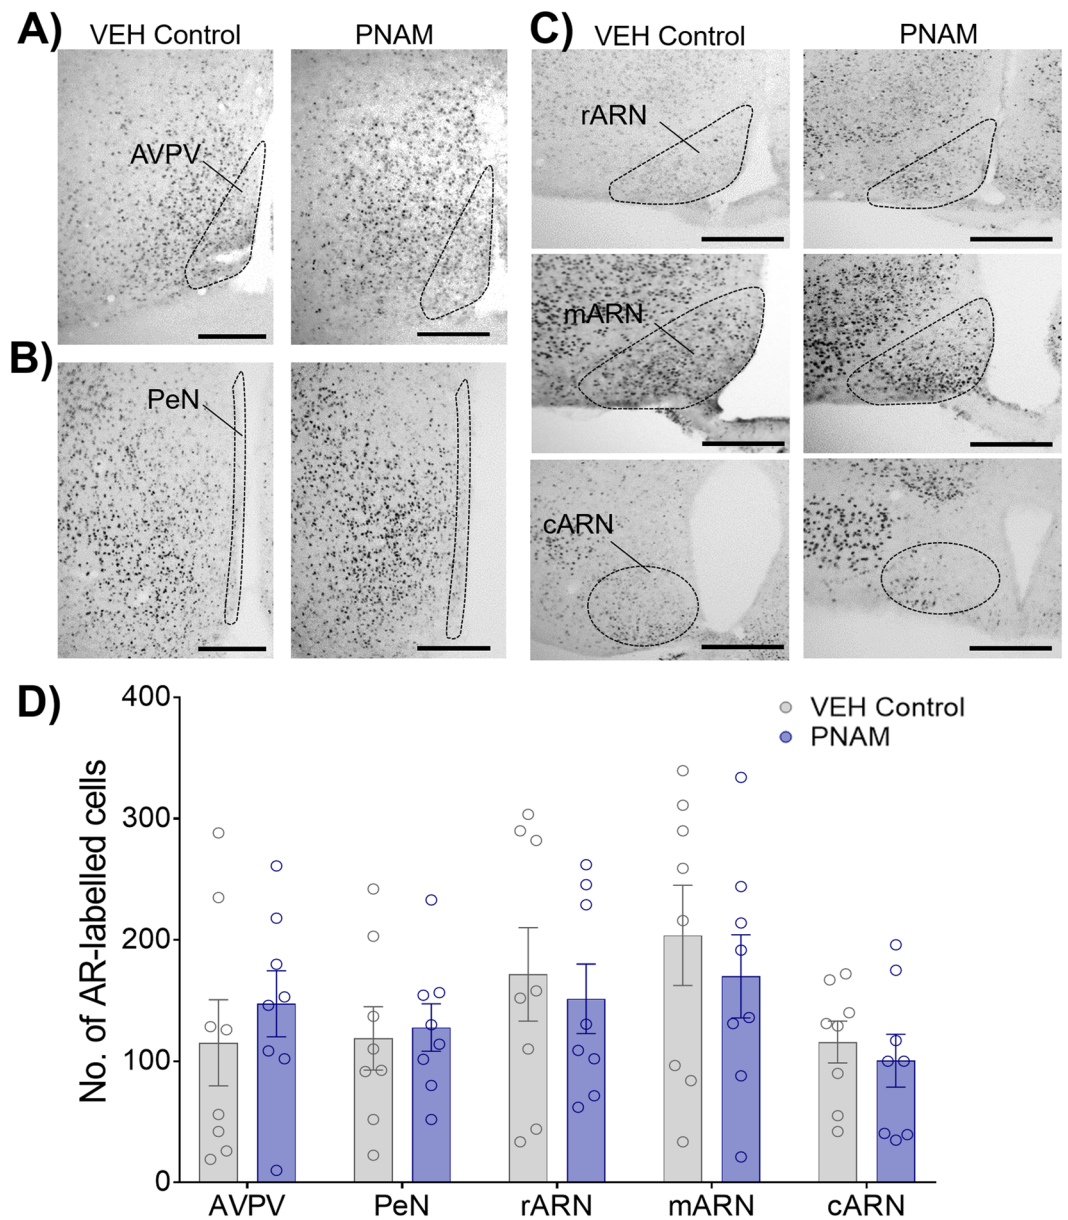 A) VEH Control PNAM
AVPV
B)
PeN
C) VEH Control PNAM
rARN
mARN
cARN
D)
VEH Control
PNAM
No. of AR-labelled cells
400
300
200
100
0
AVPV PeN rARN mARN cARN